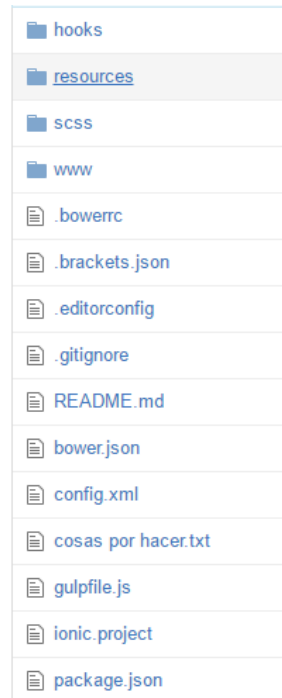 hooks
resources
scss
www
.bowerrc
.brackets.json
.editorconfig
.gitignore
README.md
bower.json
config.xml
cosas por hacer.txt
gulpfile.js
ionic.project
package.json